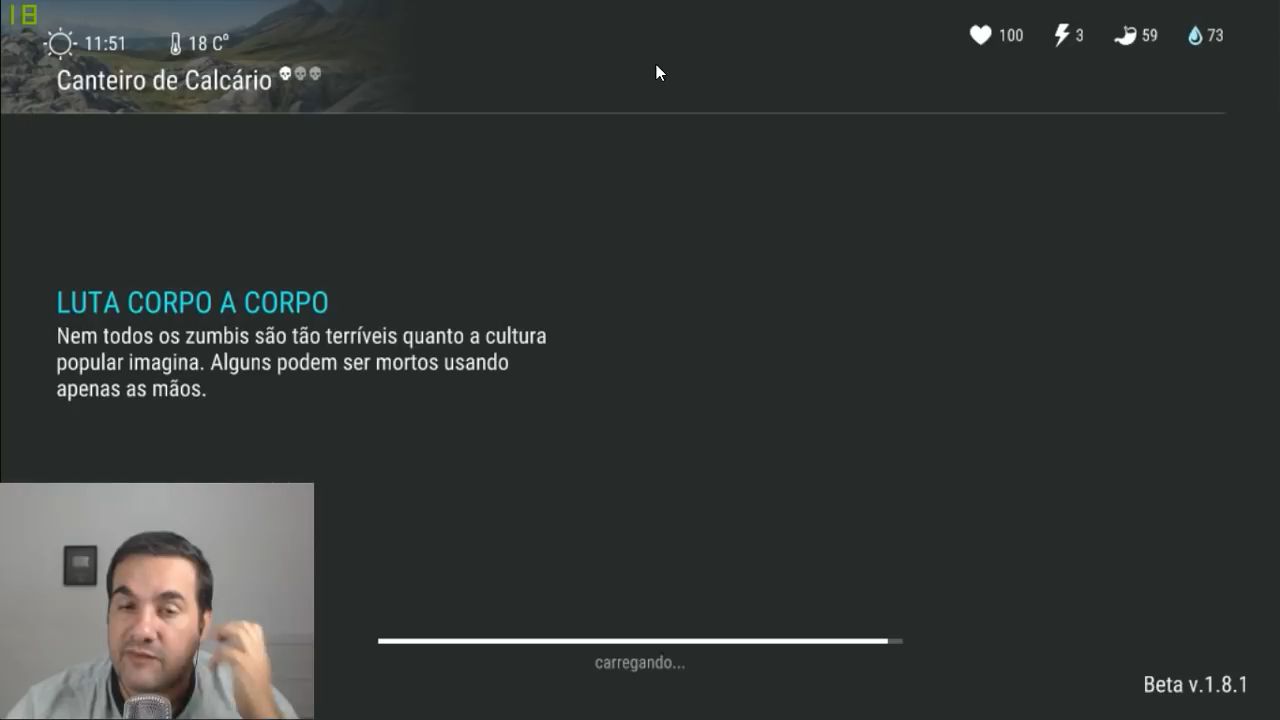 18
11:51 18 C°
100 3 59 73
Canteiro de Calcário
LUTA CORPO A CORPO
Nem todos os zumbis são tão terríveis quanto a cultura
popular imagina. Alguns podem ser mortos usando
apenas as mãos.
carregando...
Beta v.1.8.1